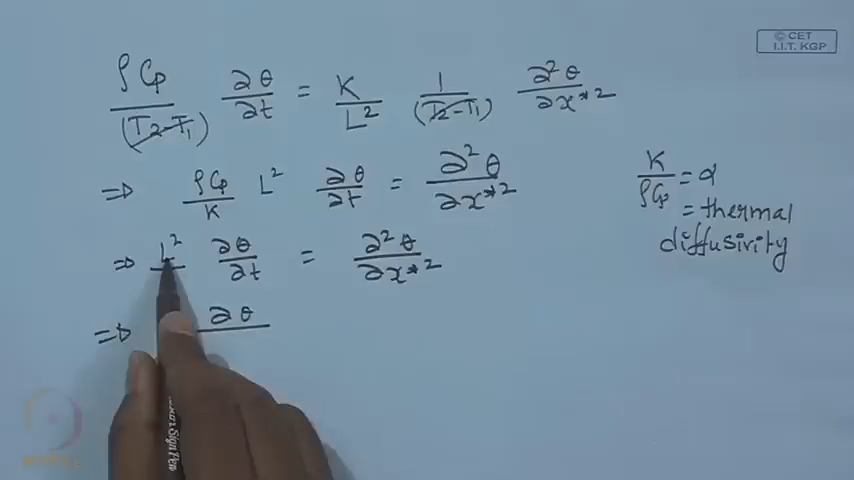 © CET
I.I.T. KGP
ρCp/(T2-T1) ∂θ/∂t = K/L² 1/(T2-T1) ∂²θ/∂x*²
⇒ ρCp/K L² ∂θ/∂t = ∂²θ/∂x*²
K/ρCp = α
= thermal
diffusivity
⇒ L²/ ∂θ/∂t = ∂²θ/∂x*²
⇒ ∂θ